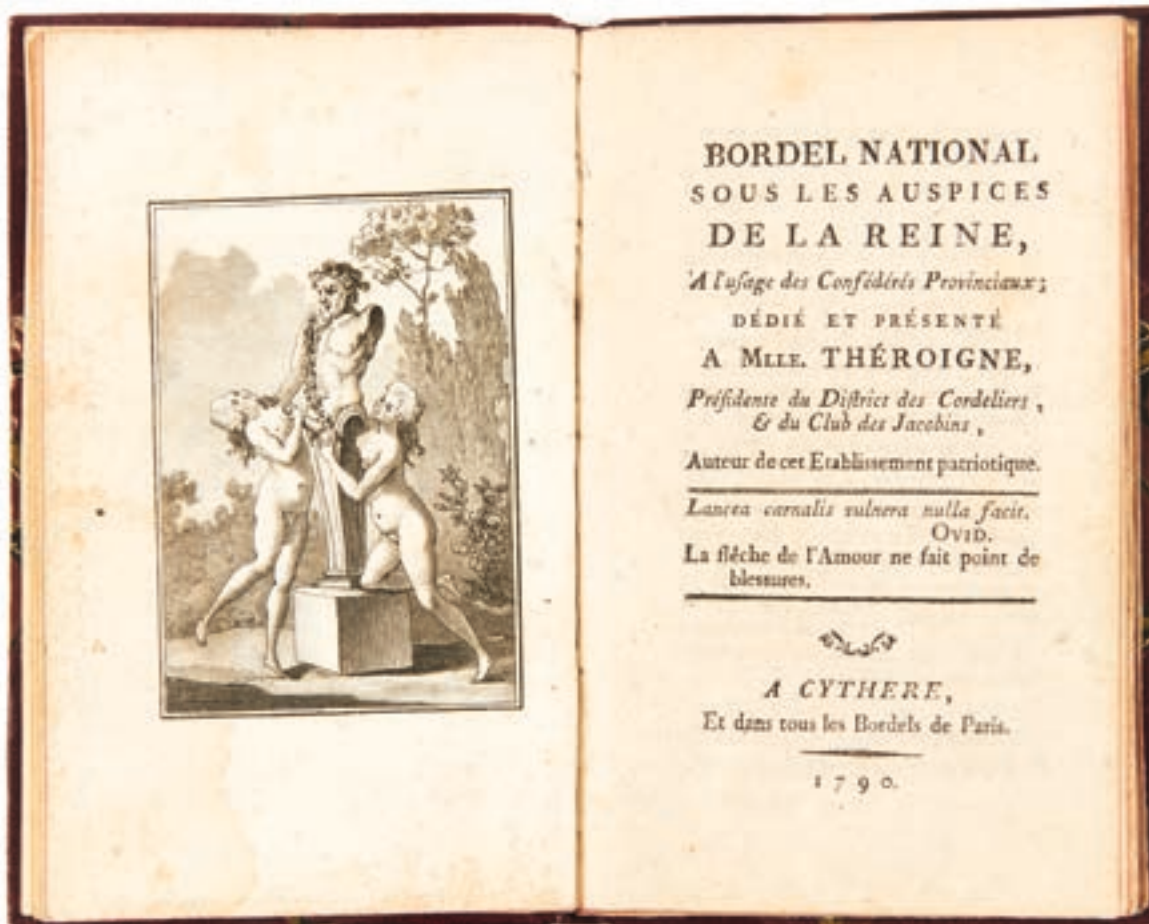 BORDEL NATIONAL
SOUS LES AUSPICES
DE LA REINE,
A l'uſage des Confédérés Provinciaux;
DÉDIÉ ET PRÉSENTÉ
A MLLE. THÉROIGNE,
Préſidente du Diſtrict des Cordeliers,
& du Club des Jacobins,
Auteur de cet Etabliſſement patriotique.
Lancea carnalis vulnera nulla facit.
OVID.
La flêche de l'Amour ne fait point de
bleſſures.
A CYTHERE,
Et dans tous les Bordels de Paris.
1790.